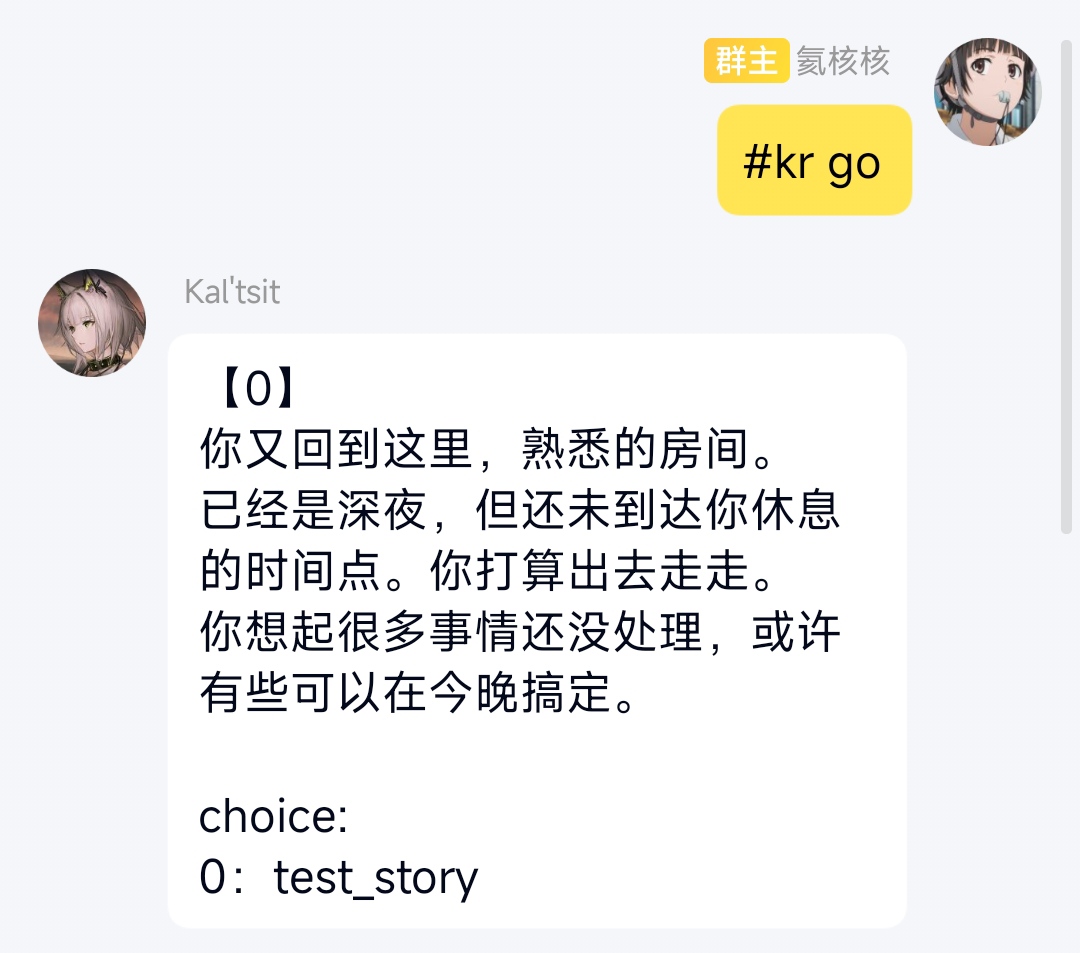 群主 氦核核
#kr go
Kal'tsit
【0】
你又回到这里，熟悉的房间。
已经是深夜，但还未到达你休息
的时间点。你打算出去走走。
你想起很多事情还没处理，或许
有些可以在今晚搞定。
choice:
0：test_story